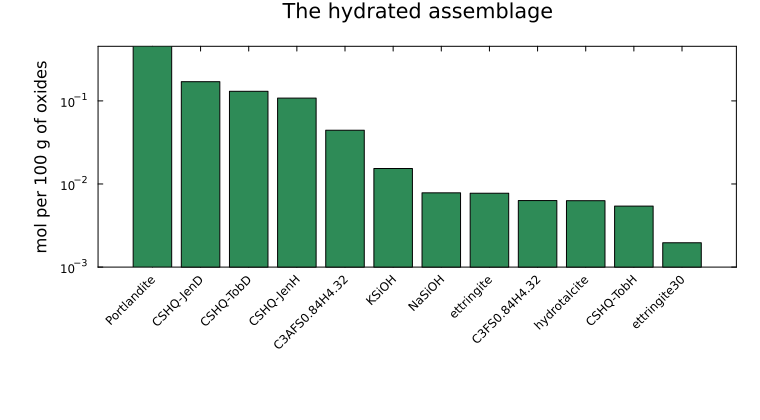 The hydrated assemblage
mol per 100 g of oxides
10⁻¹
10⁻²
10⁻³
Portlandite
CSHQ-JenD
CSHQ-TobD
CSHQ-JenH
C3AFS0.84H4.32
KSiOH
NaSiOH
ettringite
C3FS0.84H4.32
hydrotalcite
CSHQ-TobH
ettringite30